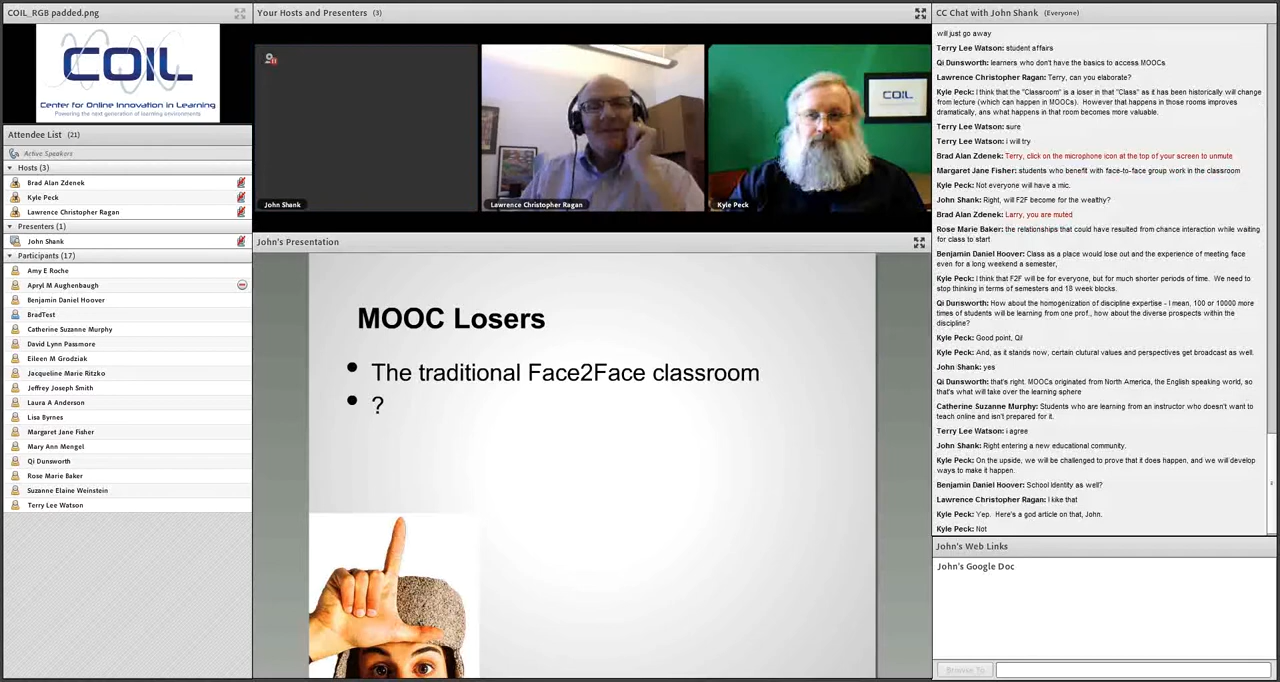 COIL_RGB padded.png
COIL
Center for Online Innovation in Learning
Powering the next generation of learning environments
Attendee List (21)
Active Speakers
Hosts (3)
Brad Alan Zdenek
Kyle Peck
Lawrence Christopher Ragan
Presenters (1)
John Shank
Participants (17)
Amy E Roche
Apryl M Aughenbaugh
Benjamin Daniel Hoover
BradTest
Catherine Suzanne Murphy
David Lynn Passmore
Eileen M Grodziak
Jacqueline Marie Ritzko
Jeffrey Joseph Smith
Laura A Anderson
Lisa Byrnes
Margaret Jane Fisher
Mary Ann Mengel
Qi Dunsworth
Rose Marie Baker
Suzanne Elaine Weinstein
Terry Lee Watson
Your Hosts and Presenters (3)
COIL
John Shank
Lawrence Christopher Ragan
Kyle Peck
John's Presentation
MOOC Losers
• The traditional Face2Face classroom
• ?
CC Chat with John Shank (Everyone)
will just go away
Terry Lee Watson: student affairs
Qi Dunsworth: learners who don't have the basics to access MOOCs
Lawrence Christopher Ragan: Terry, can you elaborate?
Kyle Peck: I think that the "Classroom" is a loser in that "Class" as it has been historically will change
from lecture (which can happen in MOOCs). However that happens in those rooms improves
dramatically, ans what happens in that room becomes more valuable.
Terry Lee Watson: sure
Terry Lee Watson: i will try
Brad Alan Zdenek: Terry, click on the microphone icon at the top of your screen to unmute
Margaret Jane Fisher: students who benefit with face-to-face group work in the classroom
Kyle Peck: Not everyone will have a mic.
John Shank: Right, will F2F become for the wealthy?
Brad Alan Zdenek: Larry, you are muted
Rose Marie Baker: the relationships that could have resulted from chance interaction while waiting
for class to start
Benjamin Daniel Hoover: Class as a place would lose out and the experience of meeting face
even for a long weekend a semester,
Kyle Peck: I think that F2F will be for everyone, but for much shorter periods of time. We need to
stop thinking in terms of semesters and 18 week blocks.
Qi Dunsworth: How about the homogenization of discipline expertise - I mean, 100 or 10000 more
times of students will be learning from one prof., how about the diverse prospects within the
discipline?
Kyle Peck: Good point, Qi!
Kyle Peck: And, as it stands now, certain clutural values and perspectives get broadcast as well.
John Shank: yes
Qi Dunsworth: that's right. MOOCs originated from North America, the English speaking world, so
that's what will take over the learning sphere
Catherine Suzanne Murphy: Students who are learning from an instructor who doesn't want to
teach online and isn't prepared for it.
Terry Lee Watson: i agree
John Shank: Right entering a new educational community.
Kyle Peck: On the upside, we will be challenged to prove that it does happen, and we will develop
ways to make it happen.
Benjamin Daniel Hoover: School Identity as well?
Lawrence Christopher Ragan: I kike that
Kyle Peck: Yep. Here's a god article on that, John.
Kyle Peck: Not
John's Web Links
John's Google Doc
Browse To